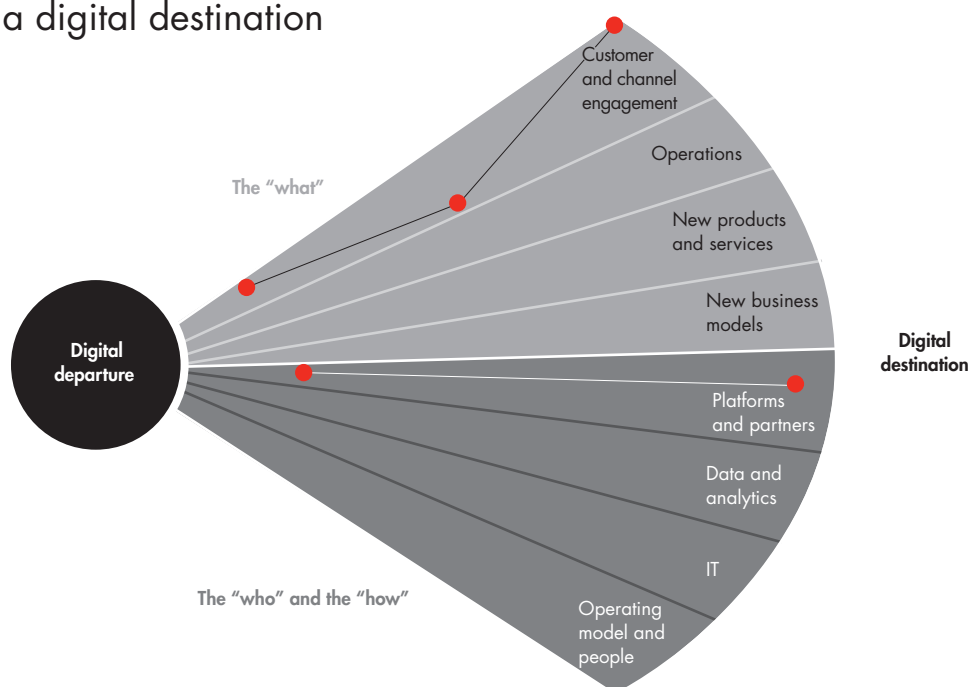 a digital destination
Customer
and channel
engagement
Operations
The “what”
New products
and services
New business
models
Digital
departure
Digital
destination
Platforms
and partners
Data and
analytics
IT
The “who” and the “how”
Operating
model and
people